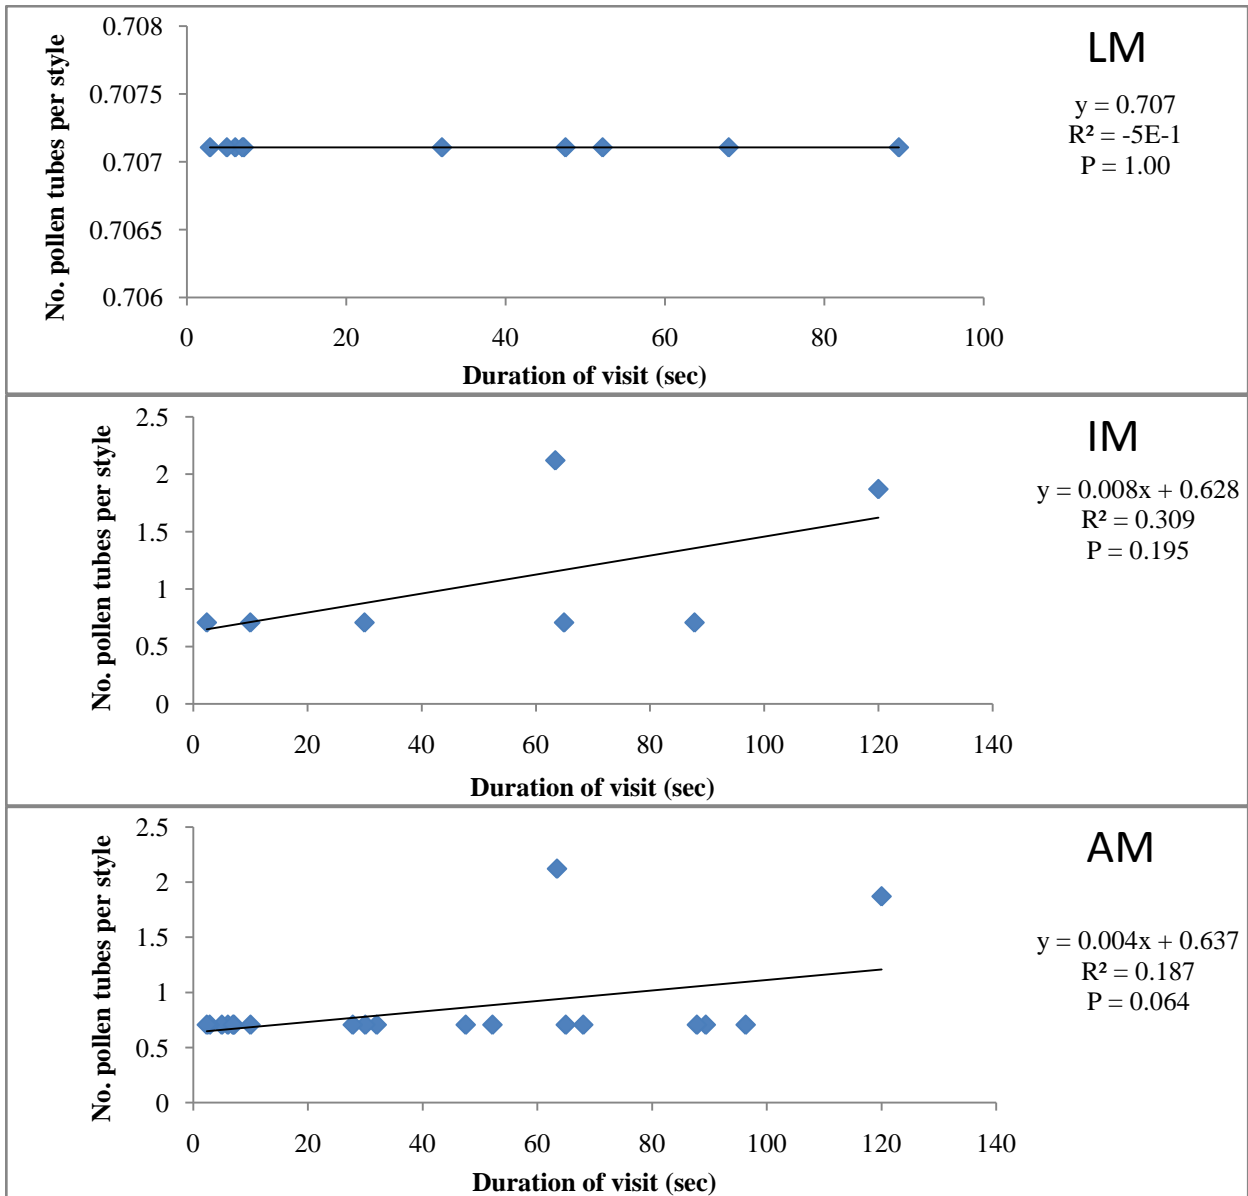 LM
y = 0.707
R² = -5E-1
P = 1.00
No. pollen tubes per style
0.708
0.7075
0.707
0.7065
0.706
0 20 40 60 80 100
Duration of visit (sec)
IM
y = 0.008x + 0.628
R² = 0.309
P = 0.195
No. pollen tubes per style
2.5
2
1.5
1
0.5
0
0 20 40 60 80 100 120 140
Duration of visit (sec)
AM
y = 0.004x + 0.637
R² = 0.187
P = 0.064
No. pollen tubes per style
2.5
2
1.5
1
0.5
0
0 20 40 60 80 100 120 140
Duration of visit (sec)